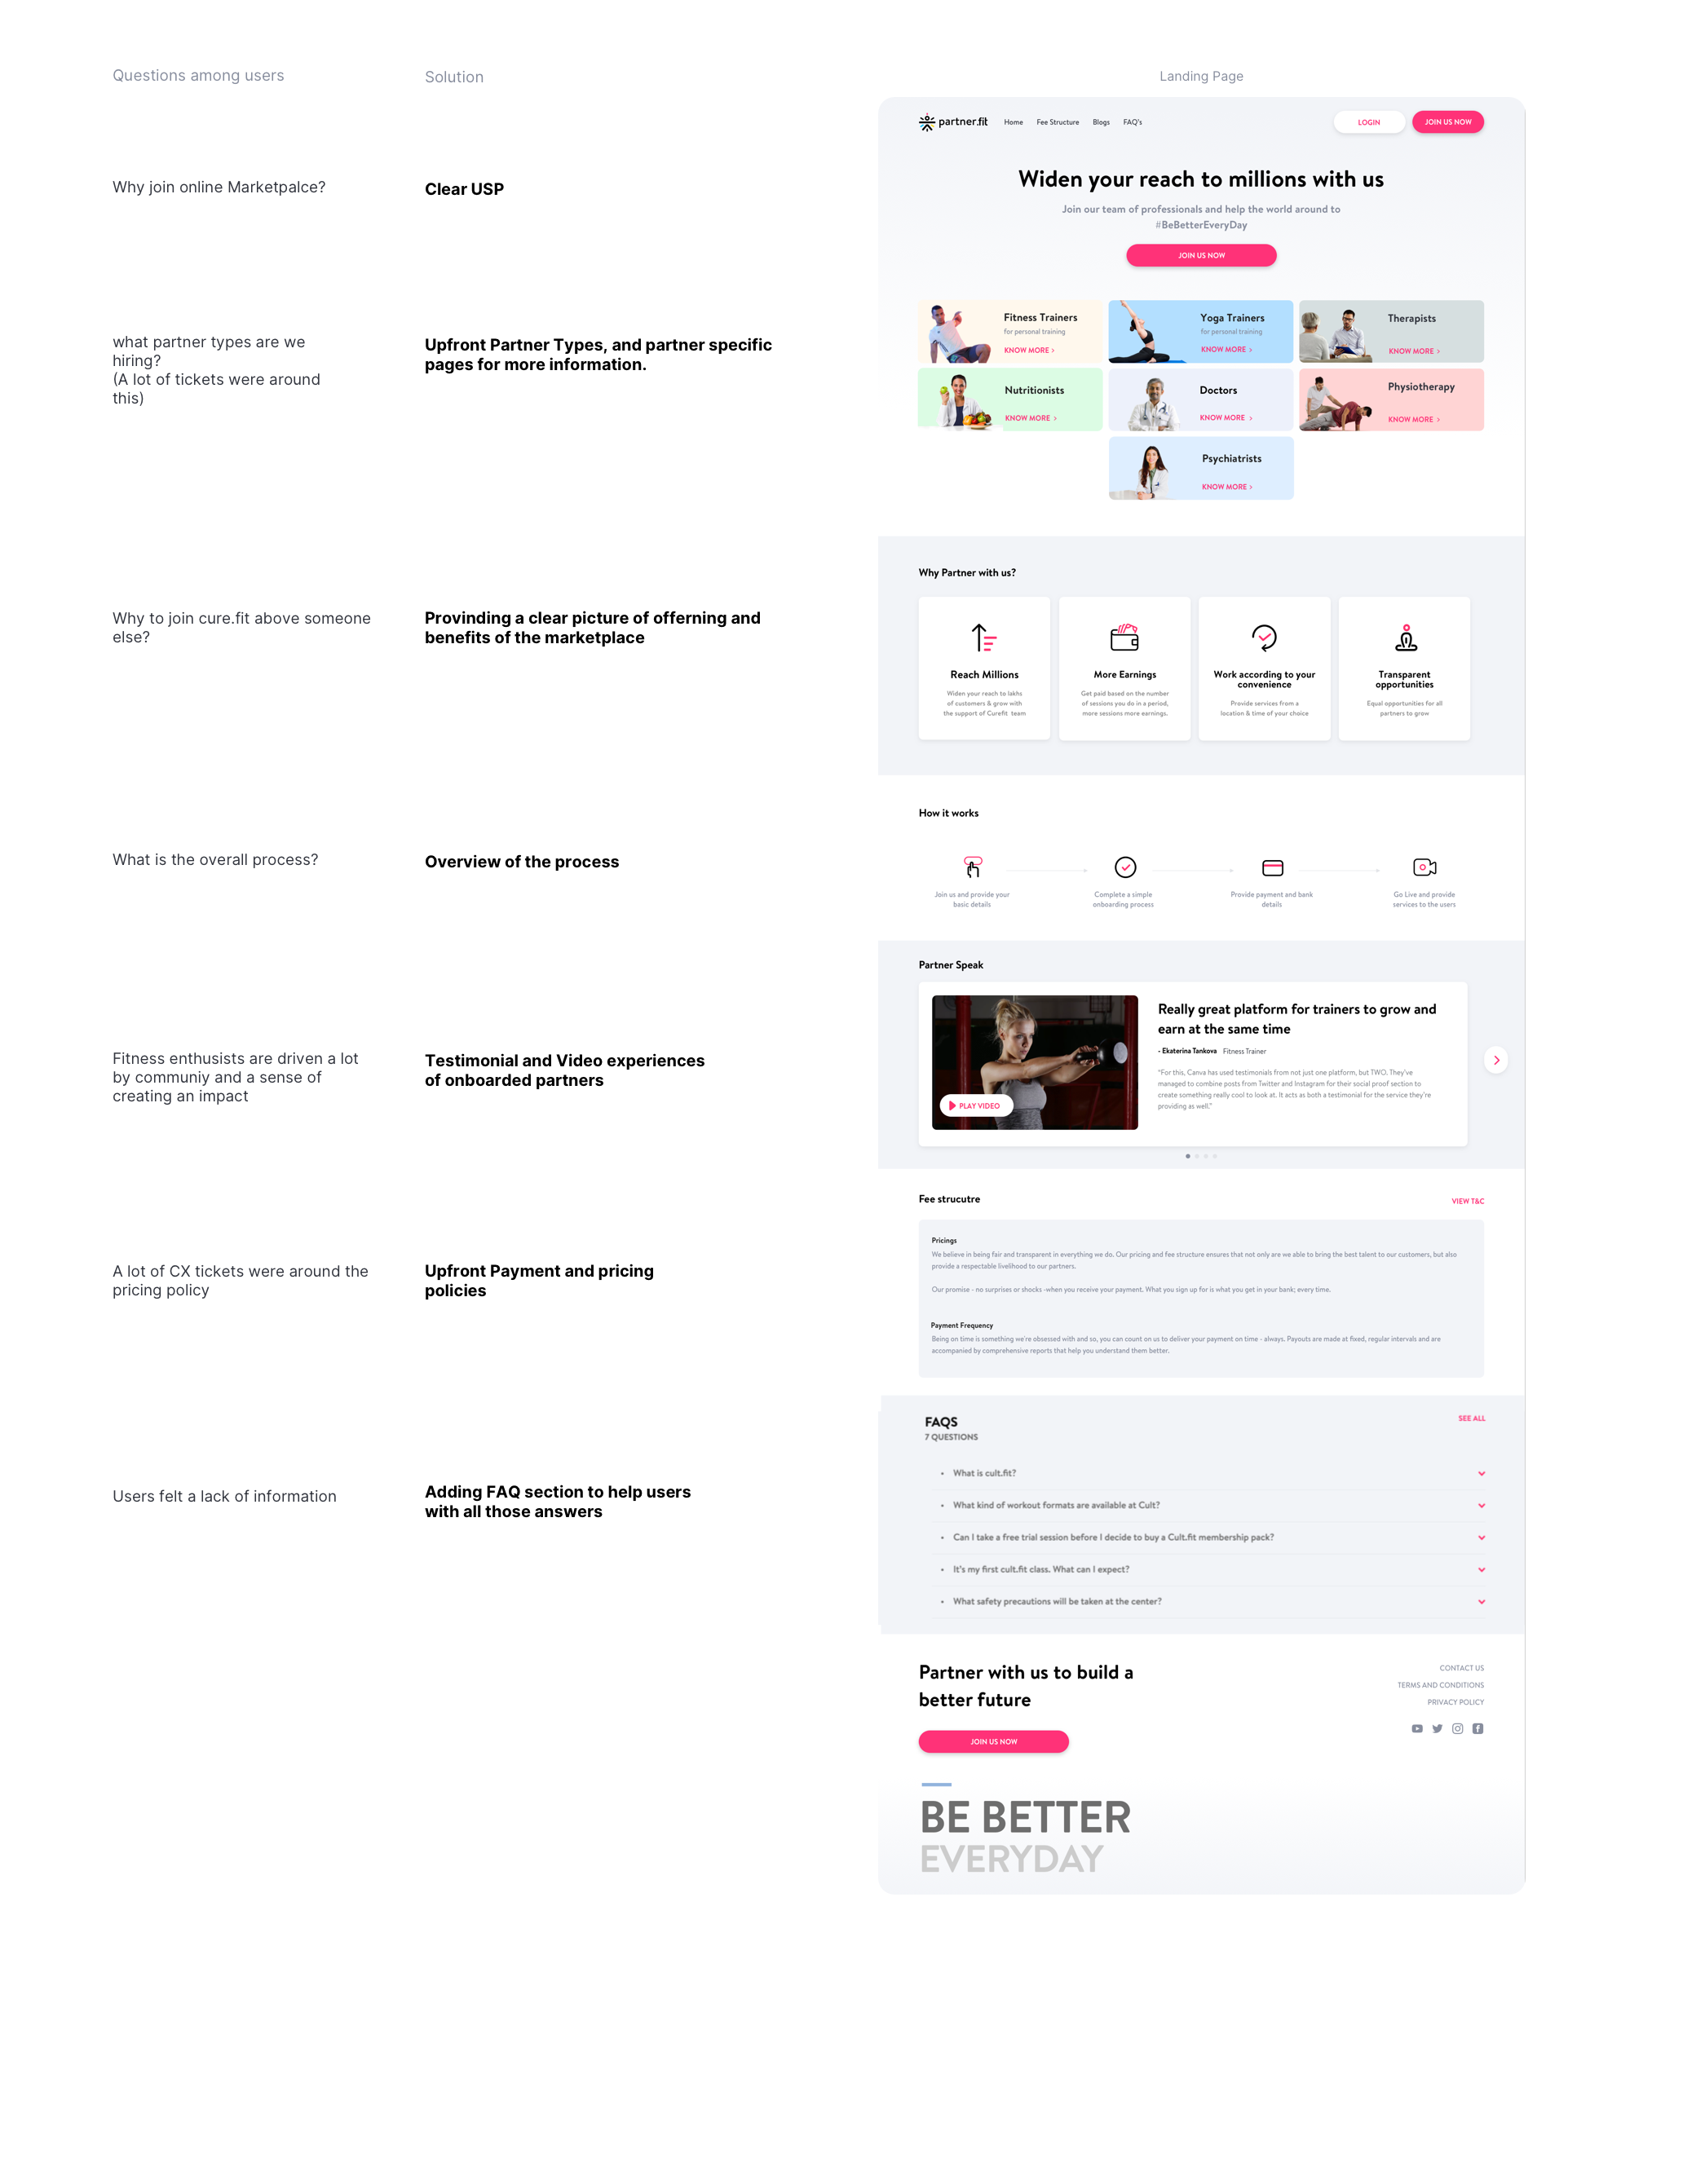 Questions among users
Solution
Landing Page
Why join online Marketpalce?
Clear USP
what partner types are we
hiring?
(A lot of tickets were around
this)
Upfront Partner Types, and partner specific
pages for more information.
Why to join cure.fit above someone
else?
Provinding a clear picture of offerning and
benefits of the marketplace
What is the overall process?
Overview of the process
Fitness enthusists are driven a lot
by communiy and a sense of
creating an impact
Testimonial and Video experiences
of onboarded partners
A lot of CX tickets were around the
pricing policy
Upfront Payment and pricing
policies
Users felt a lack of information
Adding FAQ section to help users
with all those answers
partner.fit
Home
Fee Structure
Blogs
FAQ's
LOGIN
JOIN US NOW
Widen your reach to millions with us
Join our team of professionals and help the world around to
#BeBetterEveryDay
JOIN US NOW
Fitness Trainers
for personal training
KNOW MORE >
Yoga Trainers
for personal training
KNOW MORE >
Therapists
KNOW MORE >
Nutritionists
KNOW MORE >
Doctors
KNOW MORE >
Physiotherapy
KNOW MORE >
Psychiatrists
KNOW MORE >
Why Partner with us?
Reach Millions
Widen your reach to lakhs
of customers & grow with
the support of Curefit team
More Earnings
Get paid based on the number
of sessions you do in a period,
more sessions more earnings.
Work according to your
convenience
Provide services from a
location & time of your choice
Transparent
opportunities
Equal opportunities for all
partners to grow
How it works
Join us and provide your
basic details
Complete a simple
onboarding process
Provide payment and bank
details
Go Live and provide
services to the users
Partner Speak
PLAY VIDEO
Really great platform for trainers to grow and
earn at the same time
- Ekaterina Tankova Fitness Trainer
"For this, Canva has used testimonials from not just one platform, but TWO. They've
managed to combine posts from Twitter and Instagram for their social proof section to
create something really cool to look at. It acts as both a testimonial for the service they're
providing as well."
Fee strucutre
VIEW T&C
Pricings
We believe in being fair and transparent in everything we do. Our pricing and fee structure ensures that not only are we able to bring the best talent to our customers, but also
provide a respectable livelihood to our partners.
Our promise - no surprises or shocks -when you receive your payment. What you sign up for is what you get in your bank; every time.
Payment Frequency
Being on time is something we're obsessed with and so, you can count on us to deliver your payment on time - always. Payouts are made at fixed, regular intervals and are
accompanied by comprehensive reports that help you understand them better.
FAQS
7 QUESTIONS
SEE ALL
• What is cult.fit?
• What kind of workout formats are available at Cult?
• Can I take a free trial session before I decide to buy a Cult.fit membership pack?
• It's my first cult.fit class. What can I expect?
• What safety precautions will be taken at the center?
Partner with us to build a
better future
JOIN US NOW
CONTACT US
TERMS AND CONDITIONS
PRIVACY POLICY
BE BETTER
EVERYDAY